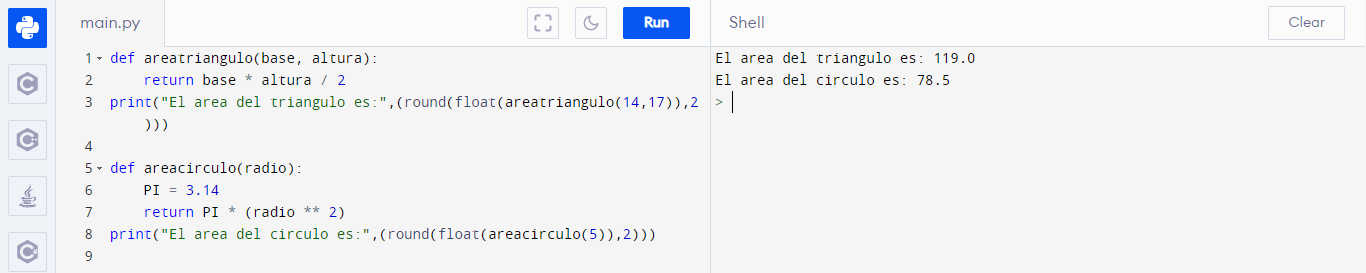 main.py
Run
Shell
Clear
1 def areatriangulo(base, altura):
2 return base * altura / 2
3 print("El area del triangulo es:",(round(float(areatriangulo(14,17)),2
)))
4
5 def areacirculo(radio):
6 PI = 3.14
7 return PI * (radio ** 2)
8 print("El area del circulo es:",(round(float(areacirculo(5)),2)))
9
El area del triangulo es: 119.0
El area del circulo es: 78.5
>